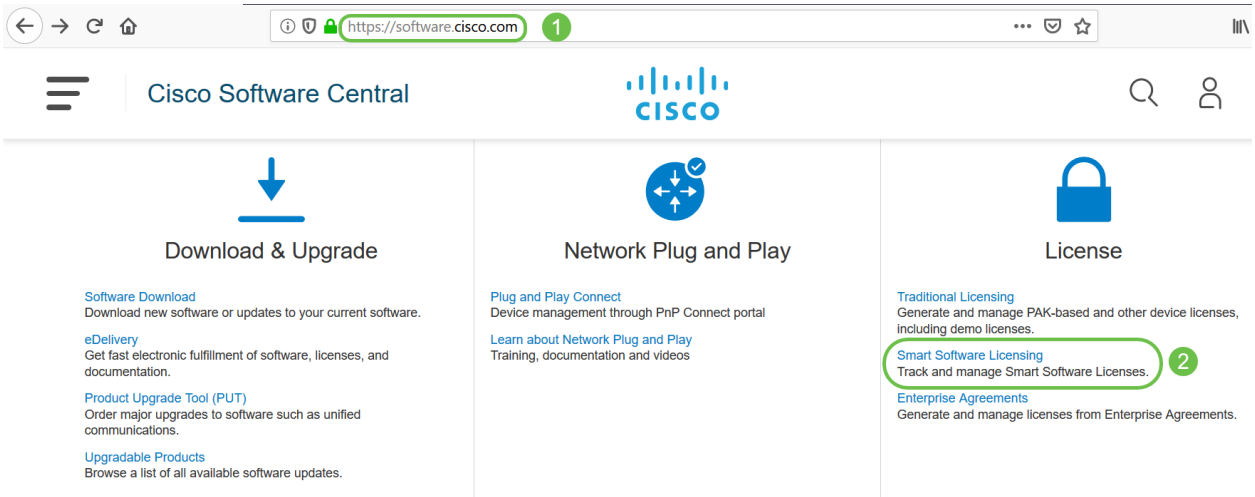 https://software.cisco.com
1
Cisco Software Central
CISCO
Download & Upgrade
Software Download
Download new software or updates to your current software.
eDelivery
Get fast electronic fulfillment of software, licenses, and
documentation.
Product Upgrade Tool (PUT)
Order major upgrades to software such as unified
communications.
Upgradable Products
Browse a list of all available software updates.
Network Plug and Play
Plug and Play Connect
Device management through PnP Connect portal
Learn about Network Plug and Play
Training, documentation and videos
License
Traditional Licensing
Generate and manage PAK-based and other device licenses,
including demo licenses.
Smart Software Licensing
Track and manage Smart Software Licenses.
2
Enterprise Agreements
Generate and manage licenses from Enterprise Agreements.